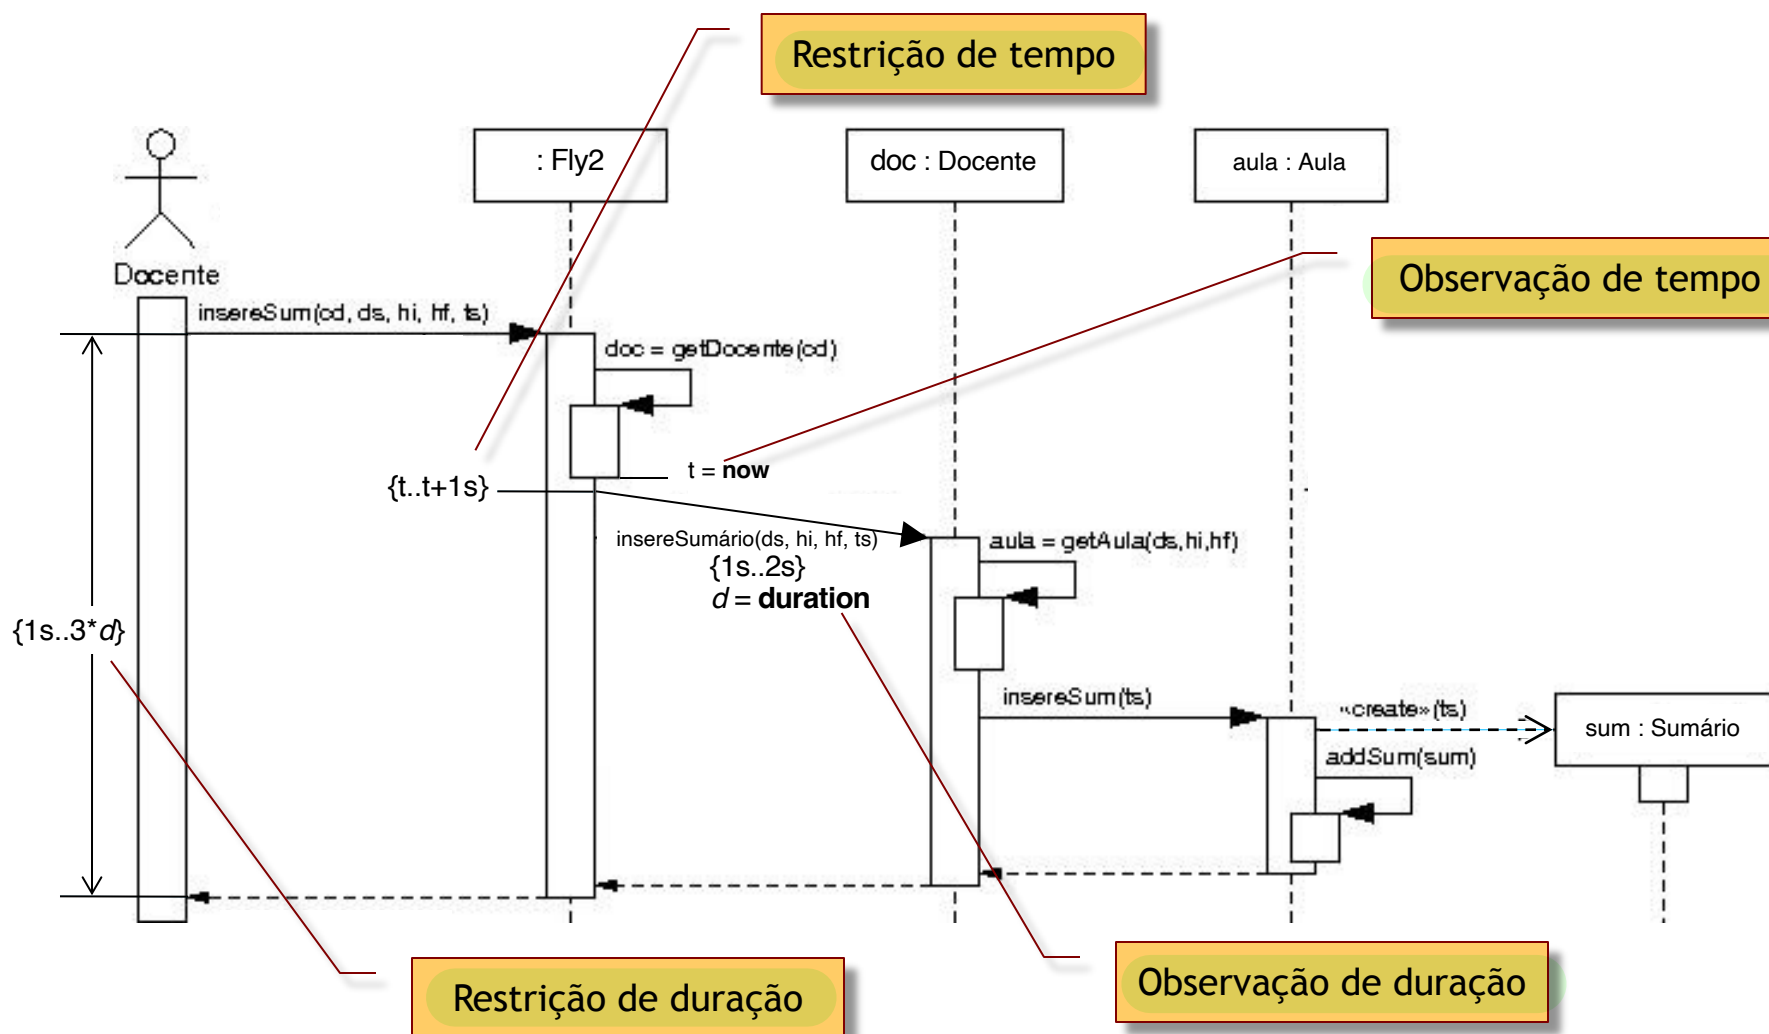 Restrição de tempo
: Fly2
doc : Docente
aula : Aula
Docente
Observação de tempo
insereSum(cd, ds, hi, hf, ts)
doc = getDocente(cd)
t = now
{t..t+1s}
insereSumário(ds, hi, hf, ts)
aula = getAula(ds,hi,hf)
{1s..2s}
d = duration
{1s..3*d}
insereSum(ts)
«create»(ts)
sum : Sumário
addSum(sum)
Restrição de duração
Observação de duração